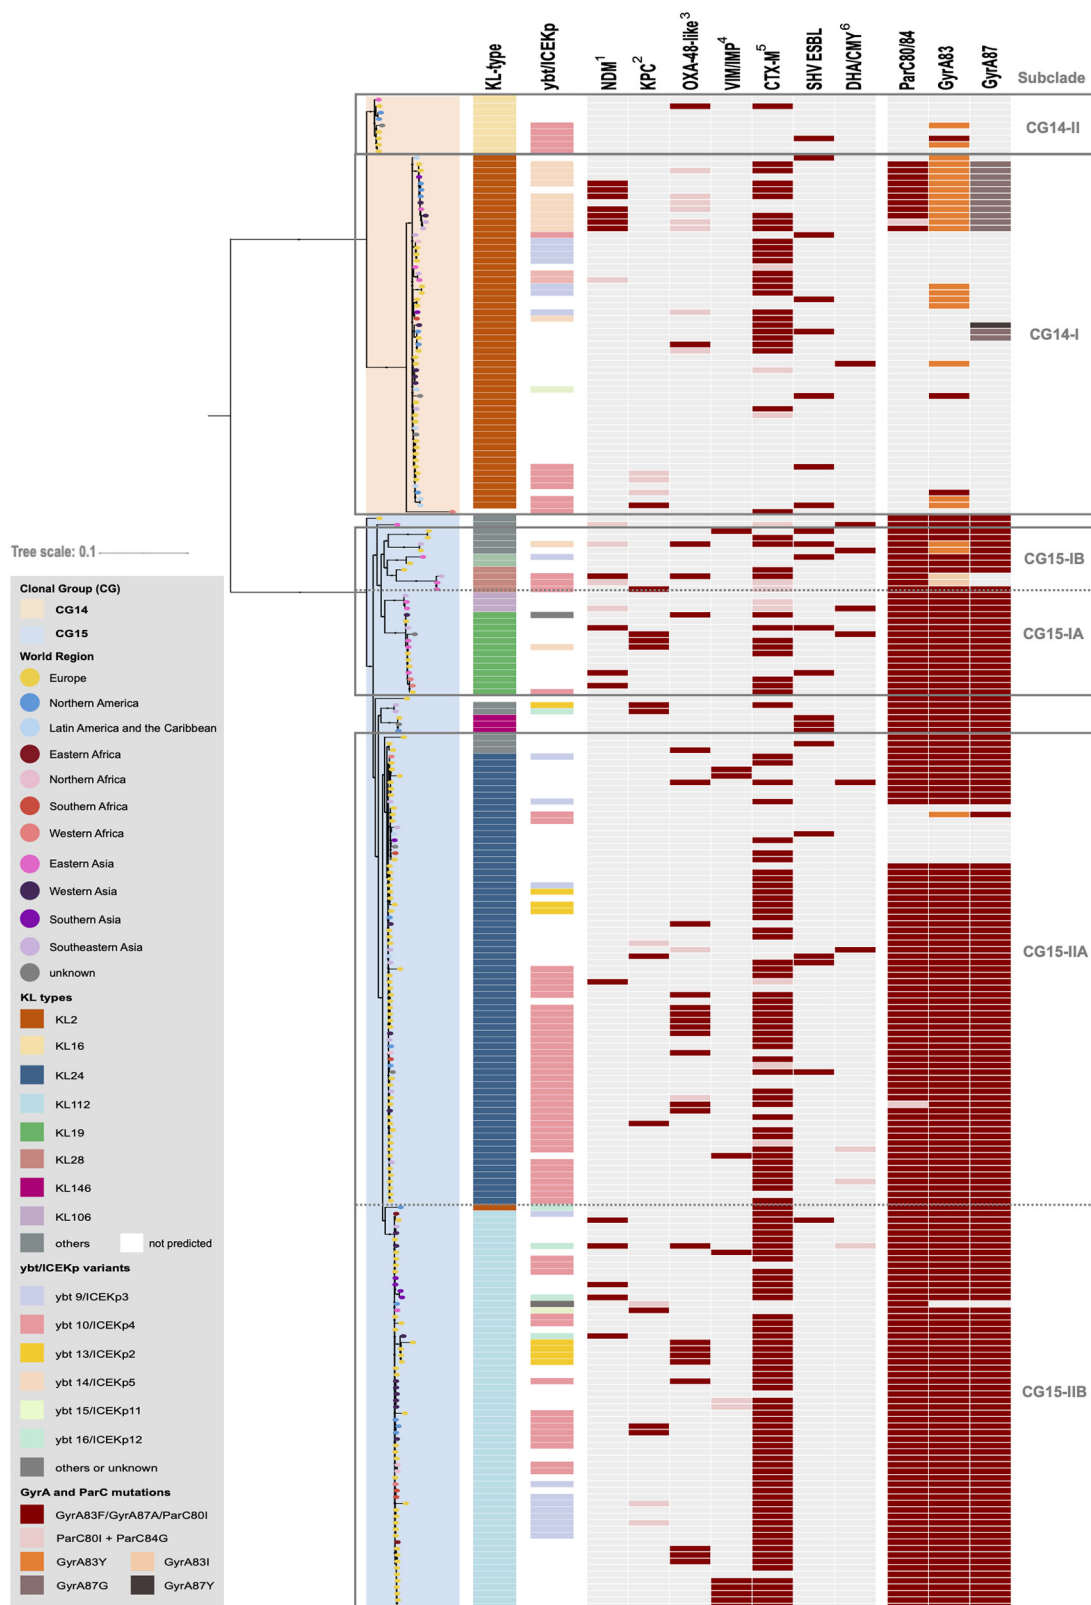 KL-type
ybt/ICEKp
NDM1
KPC2
OXA-48-like3
VIM/IMP4
CTX-M5
SHV ESBL
DHA/CMY6
ParC80/84
GyrA83
GyrA87
Subclade
CG14-II
CG14-I
CG15-IB
CG15-IA
CG15-IIA
CG15-IIB
Tree scale: 0.1
Clonal Group (CG)
CG14
CG15
World Region
Europe
Northern America
Latin America and the Caribbean
Eastern Africa
Northern Africa
Southern Africa
Western Africa
Eastern Asia
Western Asia
Southern Asia
Southeastern Asia
unknown
KL types
KL2
KL16
KL24
KL112
KL19
KL28
KL146
KL106
others not predicted
ybt/ICEKp variants
ybt 9/ICEKp3
ybt 10/ICEKp4
ybt 13/ICEKp2
ybt 14/ICEKp5
ybt 15/ICEKp11
ybt 16/ICEKp12
others or unknown
GyrA and ParC mutations
GyrA83F/GyrA87A/ParC80I
ParC80I + ParC84G
GyrA83Y GyrA83I
GyrA87G GyrA87Y